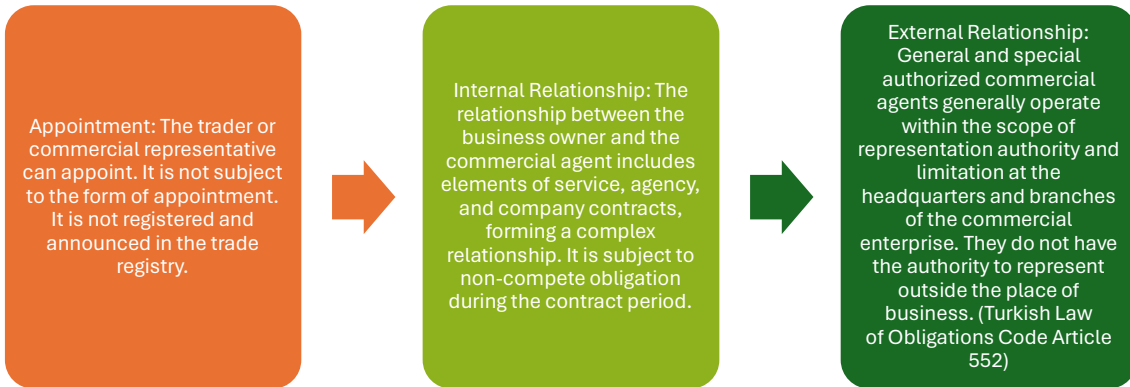 Appointment: The trader or
commercial representative
can appoint. It is not subject
to the form of appointment.
It is not registered and
announced in the trade
registry.
Internal Relationship: The
relationship between the
business owner and the
commercial agent includes
elements of service, agency,
and company contracts,
forming a complex
relationship. It is subject to
non-compete obligation
during the contract period.
External Relationship:
General and special
authorized commercial
agents generally operate
within the scope of
representation authority and
limitation at the
headquarters and branches
of the commercial
enterprise. They do not have
the authority to represent
outside the place of
business. (Turkish Law
of Obligations Code Article
552)